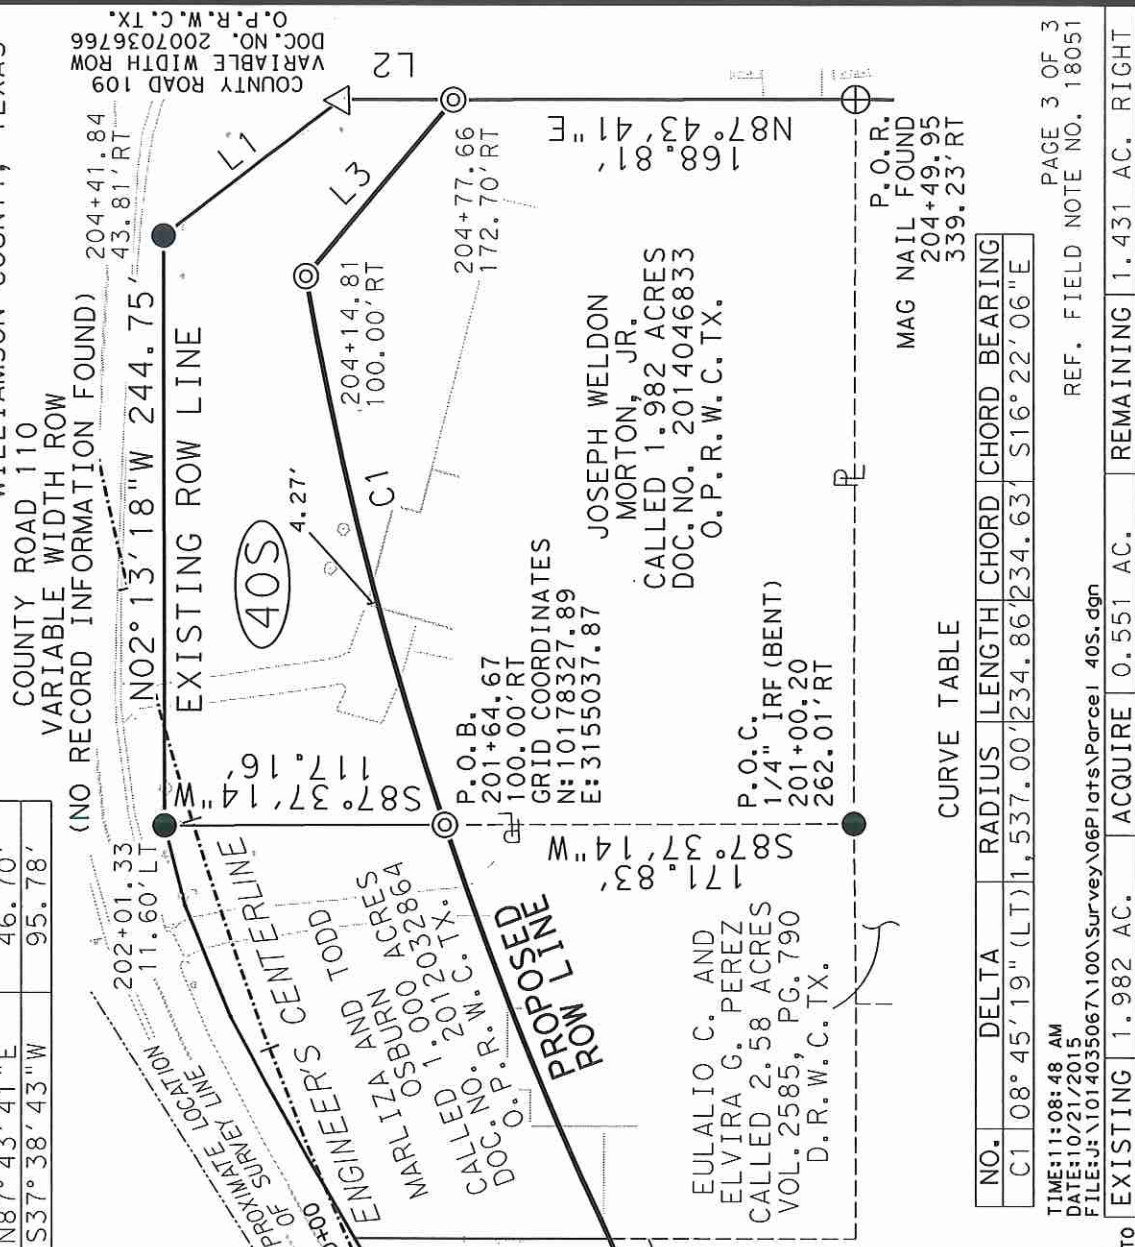 COUNTY ROAD 110
VARIABLE WIDTH ROW
(NO RECORD INFORMATION FOUND)
N87°43'41"E 46.70'
S37°38'43"W 95.78'
COUNTY ROAD 109
VARIABLE WIDTH ROW
DOC. NO. 2007036766
O.P.R.W.C.TX.
204+41.84
43.81'RT
L1
L2
L3
N02°13'18"W 244.75'
EXISTING ROW LINE
40S
4.27'
C1
204+14.81
100.00'RT
204+77.66
172.70'RT
N87°43'41"E
168.81'
P.O.R.
MAG NAIL FOUND
204+49.95
339.23'RT
JOSEPH WELDON
MORTON, JR.
CALLED 1.982 ACRES
DOC.NO. 2014046833
O.P.R.W.C.TX.
PL
202+01.33
11.60'LT
S87°37'14"W
117.16'
P.O.B.
201+64.67
100.00'RT
GRID COORDINATES
N:10178327.89
E:3155037.87
PL
S87°37'14"W
171.83'
P.O.C.
1/4" IRF (BENT)
201+00.20
262.01'RT
APPROXIMATE LOCATION
OF SURVEY LINE
ENGINEER'S CENTERLINE
MARLIZA AND TODD
OSBURN
CALLED 1.000 ACRES
DOC. NO. 2012032864
O.P.R.W.C.TX.
PROPOSED
ROW LINE
EULALIO C. AND
ELVIRA G. PEREZ
CALLED 2.58 ACRES
VOL. 2585, PG. 790
D.R.W.C.TX.
CURVE TABLE
NO. DELTA RADIUS LENGTH CHORD CHORD BEARING
C1 08°45'19" (LT) 1,537.00' 234.86' 234.63' S16°22'06"E
TIME:11:08:48 AM
DATE:10/21/2015
FILE:J:\1014035067\100\Survey\06Plats\Parcel 40S.dgn
PAGE 3 OF 3
REF. FIELD NOTE NO. 18051
EXISTING 1.982 AC. ACQUIRE 0.551 AC. REMAINING 1.431 AC. RIGHT